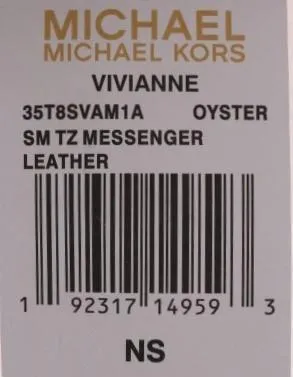 MICHAEL
MICHAEL KORS
VIVIANNE
35T8SVAM1A OYSTER
SM TZ MESSENGER
LEATHER
1 92317 14959 3
NS